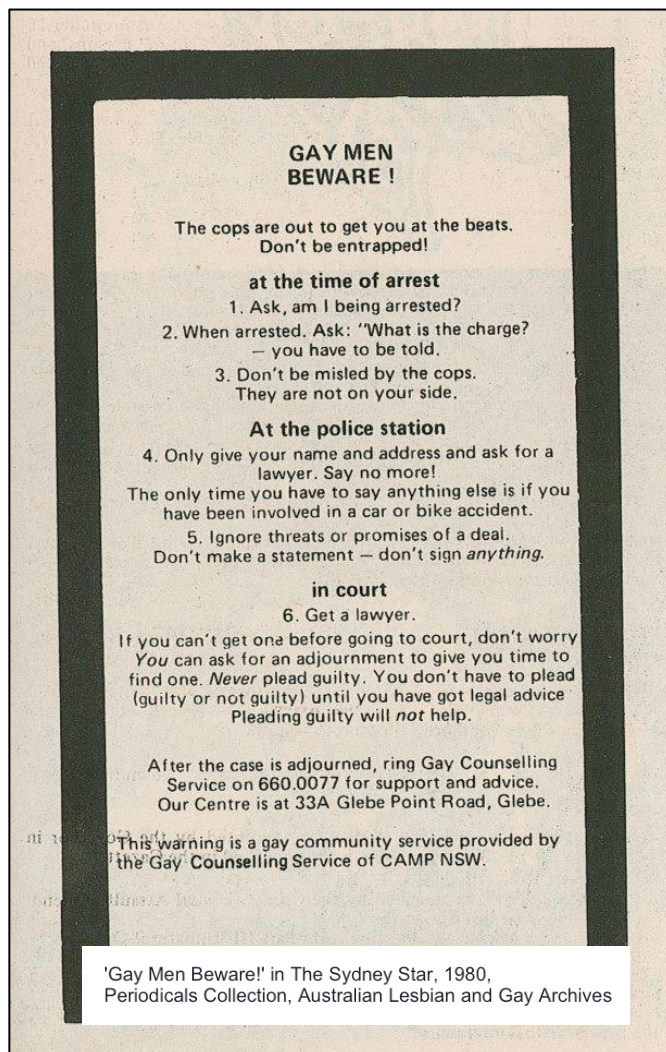 GAY MEN
BEWARE !
The cops are out to get you at the beats.
Don't be entrapped!
at the time of arrest
1. Ask, am I being arrested?
2. When arrested. Ask: "What is the charge?
— you have to be told.
3. Don't be misled by the cops.
They are not on your side.
At the police station
4. Only give your name and address and ask for a
lawyer. Say no more!
The only time you have to say anything else is if you
have been involved in a car or bike accident.
5. Ignore threats or promises of a deal.
Don't make a statement — don't sign anything.
in court
6. Get a lawyer.
If you can't get one before going to court, don't worry
You can ask for an adjournment to give you time to
find one. Never plead guilty. You don't have to plead
(guilty or not guilty) until you have got legal advice
Pleading guilty will not help.
After the case is adjourned, ring Gay Counselling
Service on 660.0077 for support and advice.
Our Centre is at 33A Glebe Point Road, Glebe.
This warning is a gay community service provided by
the Gay Counselling Service of CAMP NSW.
'Gay Men Beware!' in The Sydney Star, 1980,
Periodicals Collection, Australian Lesbian and Gay Archives